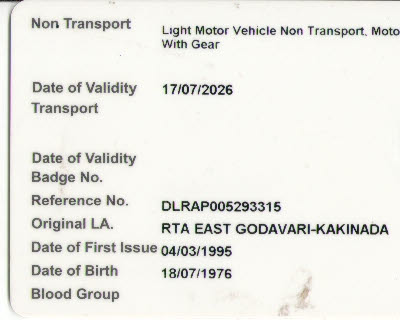 Non Transport Light Motor Vehicle Non Transport, Moto
With Gear
Date of Validity 17/07/2026
Transport
Date of Validity
Badge No.
Reference No. DLRAP005293315
Original LA. RTA EAST GODAVARI-KAKINADA
Date of First Issue 04/03/1995
Date of Birth 18/07/1976
Blood Group